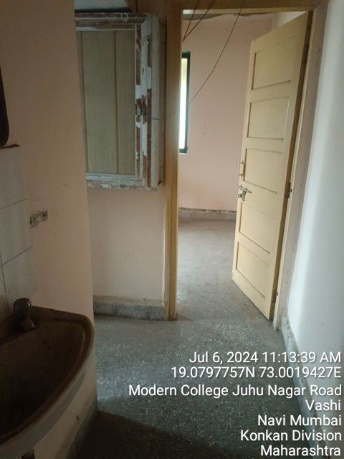 Jul 6, 2024 11:13:39 AM
19.0797757N 73.0019427E
Modern College Juhu Nagar Road
Vashi
Navi Mumbai
Konkan Division
Maharashtra